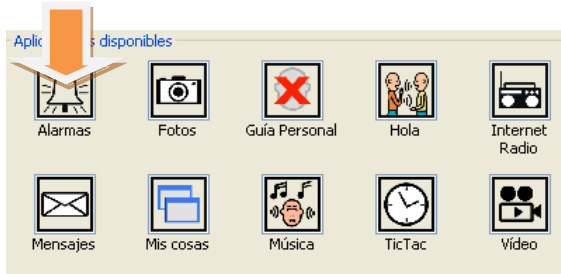 disponibles
Alarmas
Fotos
Guía Personal
Hola
Internet
Radio
Mensajes
Mis cosas
Música
TicTac
Vídeo